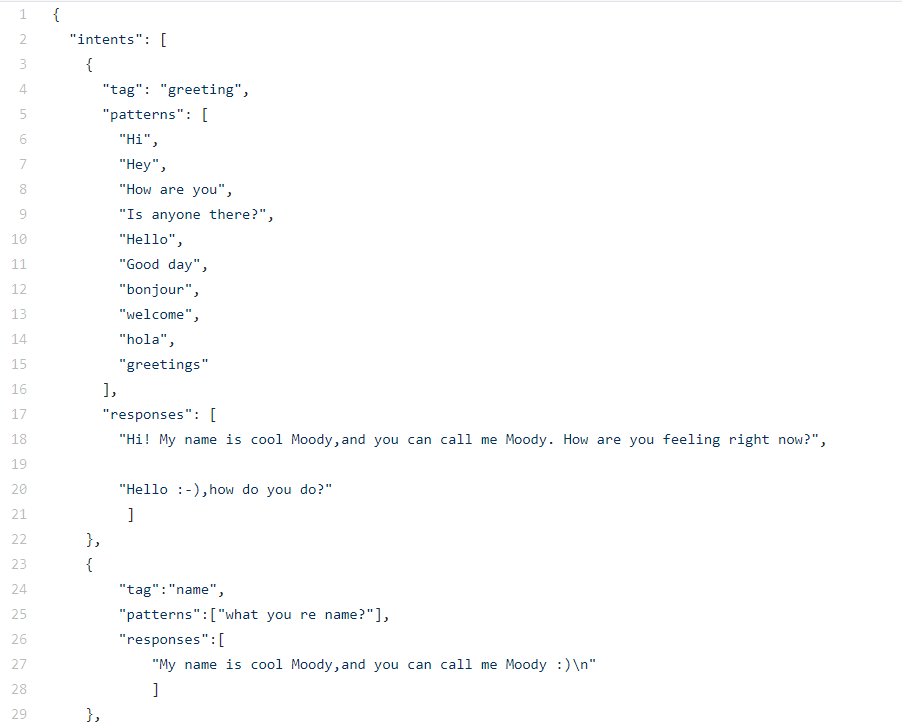 1 {
2   "intents": [
3     {
4       "tag": "greeting",
5       "patterns": [
6         "Hi",
7         "Hey",
8         "How are you",
9         "Is anyone there?",
10         "Hello",
11         "Good day",
12         "bonjour",
13         "welcome",
14         "hola",
15         "greetings"
16       ],
17       "responses": [
18         "Hi! My name is cool Moody,and you can call me Moody. How are you feeling right now?",
19
20         "Hello :-),how do you do?"
21          ]
22     },
23     {
24         "tag":"name",
25         "patterns":["what you re name?"],
26         "responses":[
27             "My name is cool Moody,and you can call me Moody :)\n"
28             ]
29     },